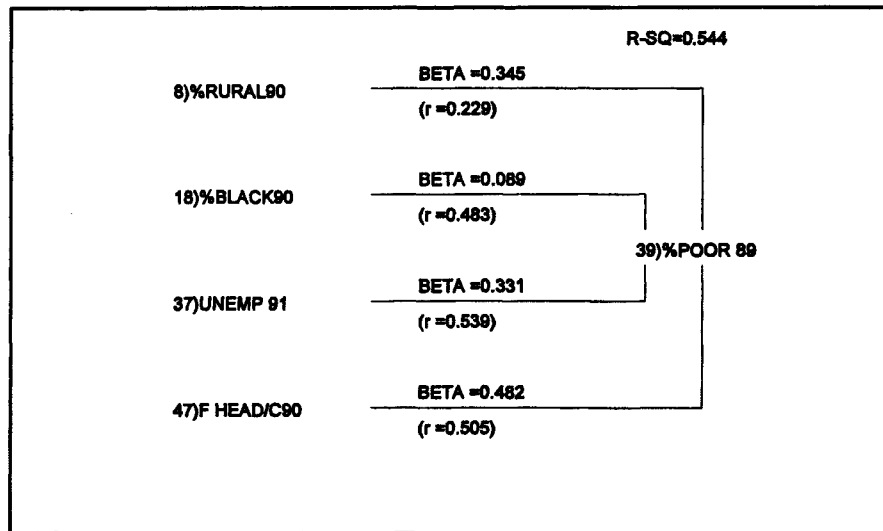 R-SQ=0.544
8)%RURAL90
BETA =0.345
(r =0.229)
18)%BLACK90
BETA =0.089
(r =0.483)
39)%POOR 89
37)UNEMP 91
BETA =0.331
(r =0.539)
47)F HEAD/C90
BETA =0.482
(r =0.505)